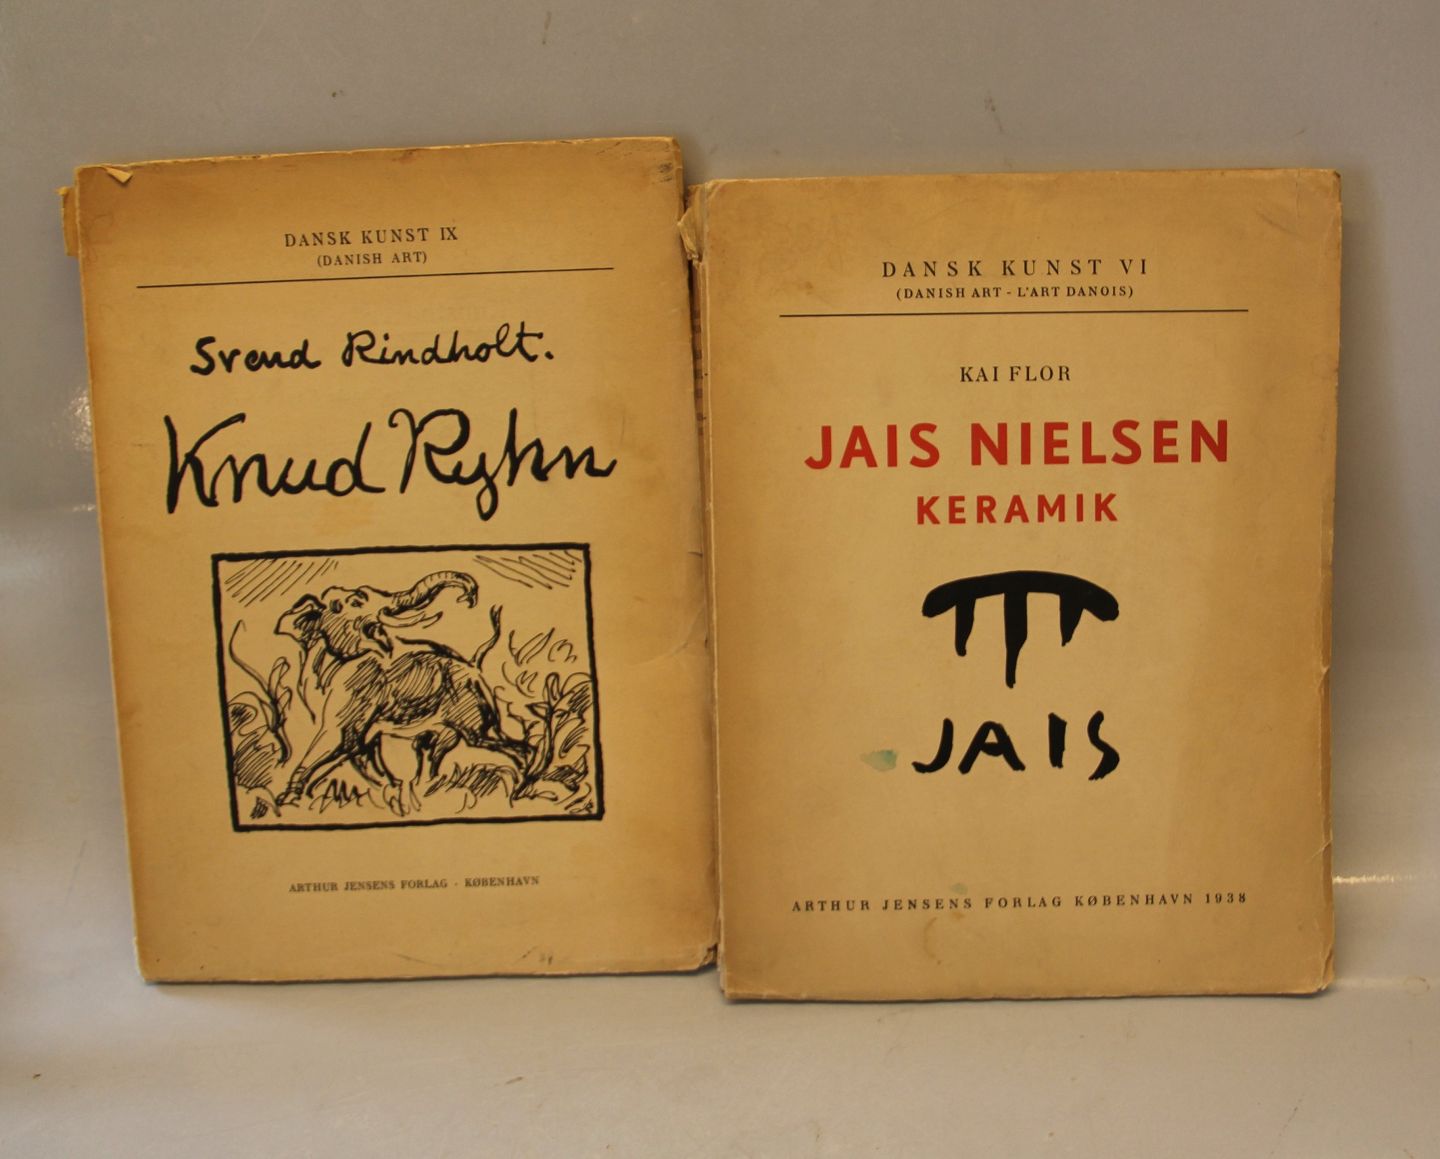 DANSK KUNST IX
(DANISH ART)
Svend Rindholt.
Knud Kyhn
ARTHUR JENSENS FORLAG - KØBENHAVN
DANSK KUNST VI
(DANISH ART - L'ART DANOIS)
KAI FLOR
JAIS NIELSEN
KERAMIK
JAIS
ARTHUR JENSENS FORLAG KØBENHAVN 1938